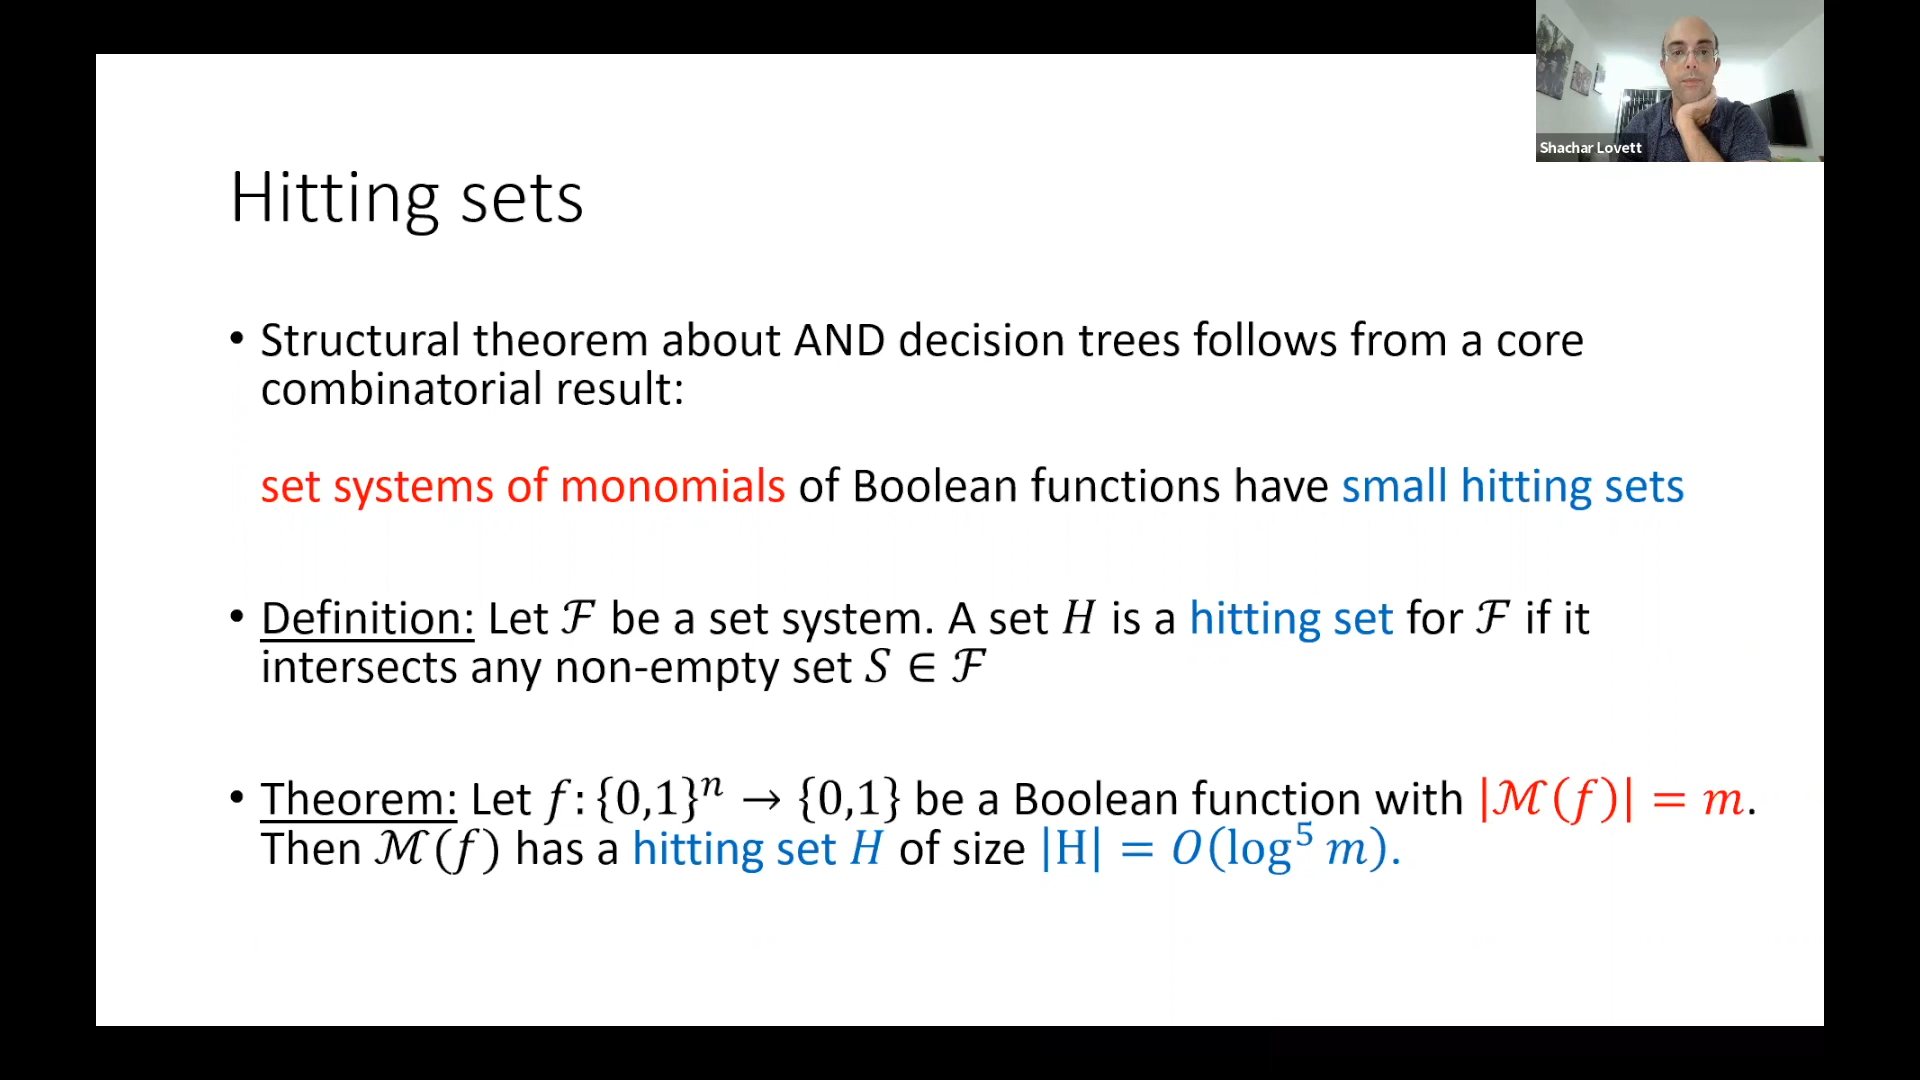 Shachar Lovett
Hitting sets
• Structural theorem about AND decision trees follows from a core
combinatorial result:
set systems of monomials of Boolean functions have small hitting sets
• Definition: Let ℱ be a set system. A set 𝐻 is a hitting set for ℱ if it
intersects any non-empty set 𝑆 ∈ ℱ
• Theorem: Let 𝑓: {0,1}ⁿ → {0,1} be a Boolean function with |ℳ(𝑓)| = 𝑚.
Then ℳ(𝑓) has a hitting set 𝐻 of size |H| = 𝑂(log⁵ 𝑚).